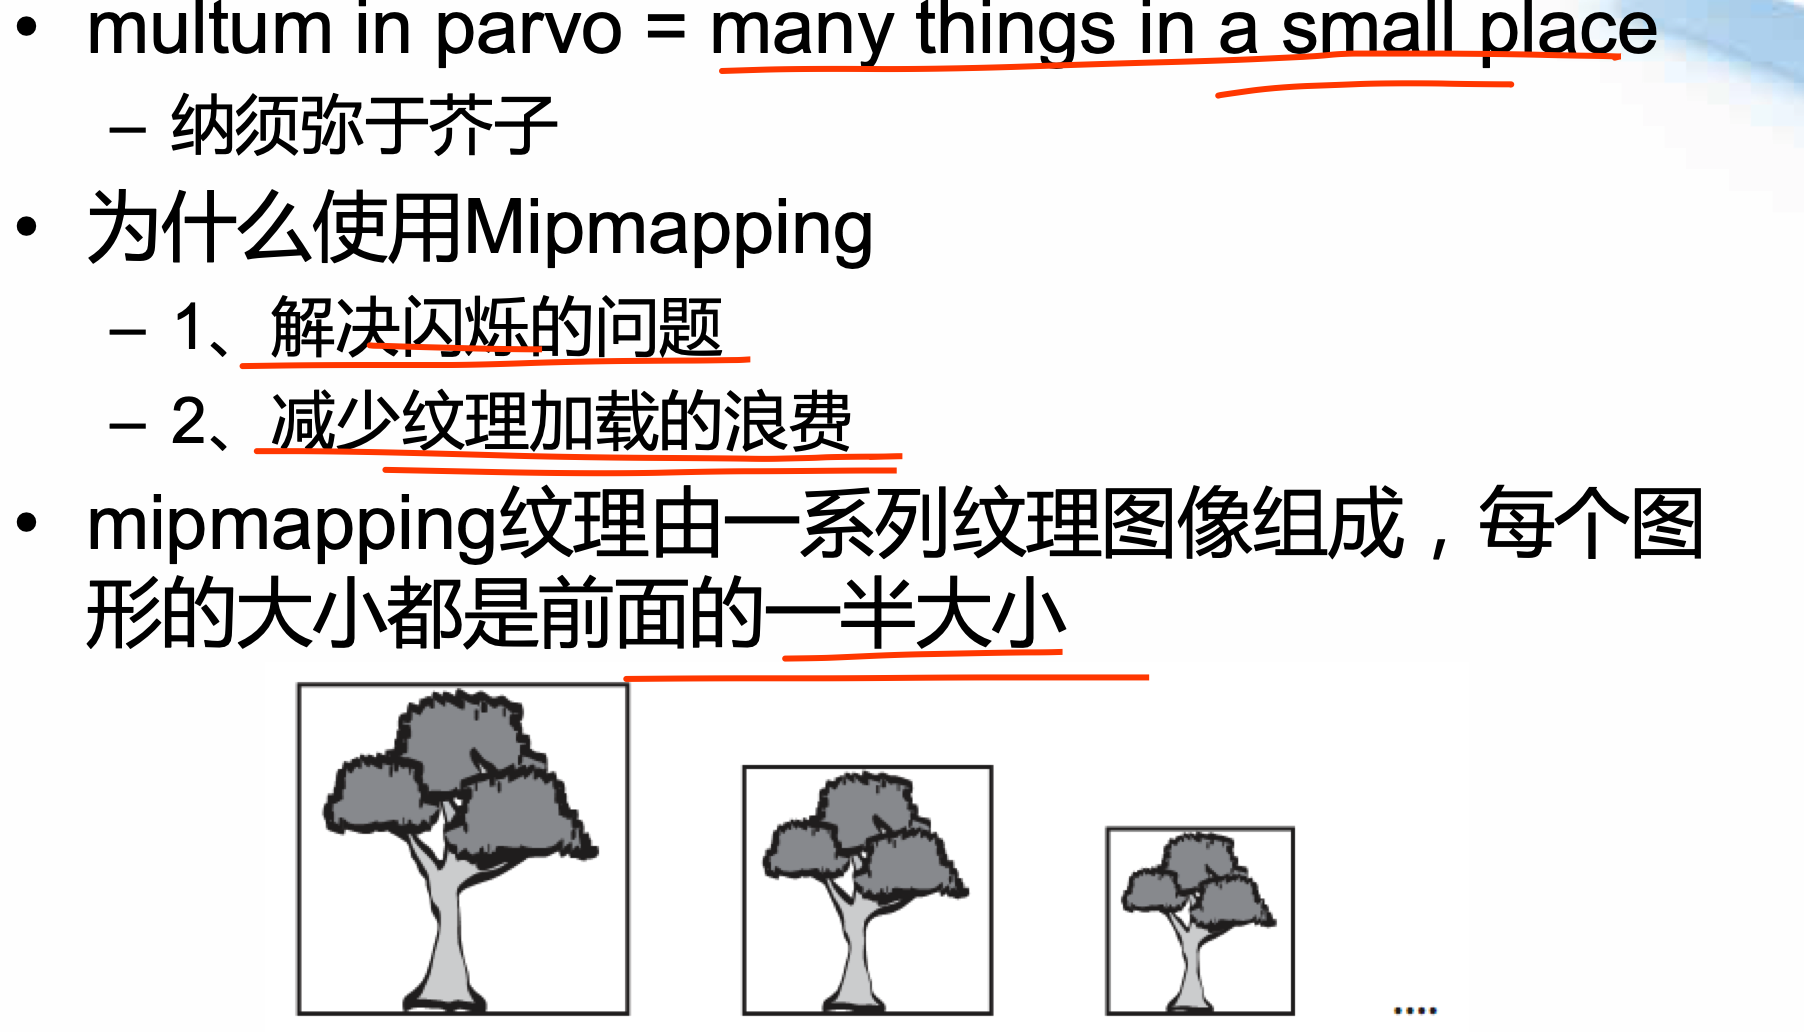 • multum in parvo = many things in a small place
– 纳须弥于芥子
• 为什么使用Mipmapping
– 1、解决闪烁的问题
– 2、减少纹理加载的浪费
• mipmapping纹理由一系列纹理图像组成，每个图
形的大小都是前面的一半大小
....